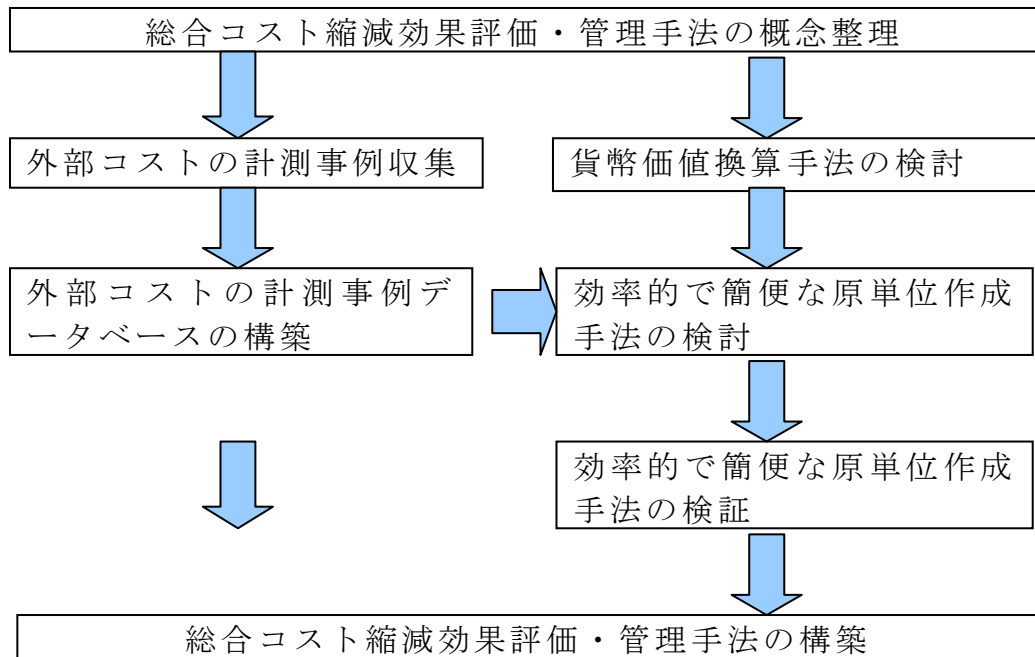 総合コスト縮減効果評価・管理手法の概念整理
外部コストの計測事例収集
貨幣価値換算手法の検討
外部コストの計測事例デ
ータベースの構築
効率的で簡便な原単位作成
手法の検討
効率的で簡便な原単位作成
手法の検証
総合コスト縮減効果評価・管理手法の構築